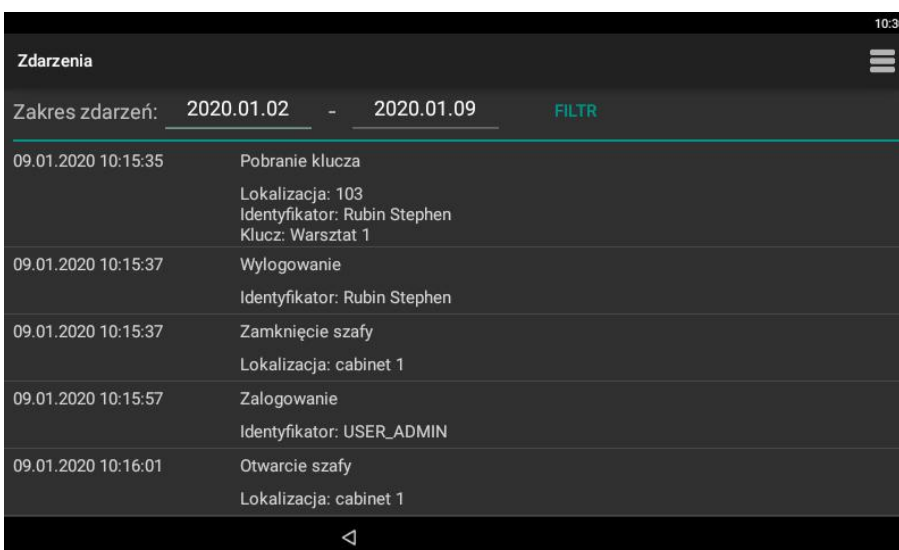 10:3
Zdarzenia
Zakres zdarzeń: 2020.01.02 - 2020.01.09 FILTR
09.01.2020 10:15:35 Pobranie klucza
Lokalizacja: 103
Identyfikator: Rubin Stephen
Klucz: Warsztat 1
09.01.2020 10:15:37 Wylogowanie
Identyfikator: Rubin Stephen
09.01.2020 10:15:37 Zamknięcie szafy
Lokalizacja: cabinet 1
09.01.2020 10:15:57 Zalogowanie
Identyfikator: USER_ADMIN
09.01.2020 10:16:01 Otwarcie szafy
Lokalizacja: cabinet 1